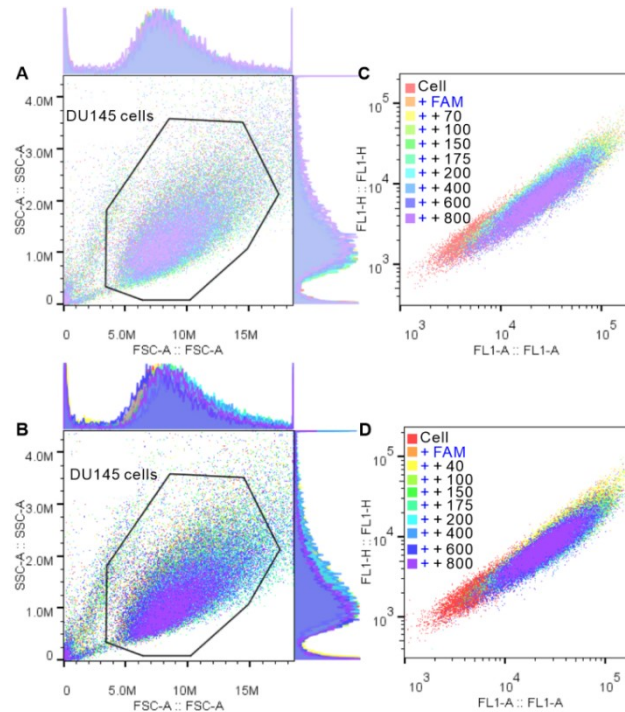 A
4.0M
DU145 cells
3.0M
2.0M
1.0M
0
SSC-A :: SSC-A
0 5.0M 10M 15M
FSC-A :: FSC-A
C
10^5
10^4
10^3
FL1-H :: FL1-H
Cell
+ FAM
+ + 70
+ + 100
+ + 150
+ + 175
+ + 200
+ + 400
+ + 600
+ + 800
10^3 10^4 10^5
FL1-A :: FL1-A
B
4.0M
DU145 cells
3.0M
2.0M
1.0M
0
SSC-A :: SSC-A
0 5.0M 10M 15M
FSC-A :: FSC-A
D
10^5
10^4
10^3
FL1-H :: FL1-H
Cell
+ FAM
+ + 40
+ + 100
+ + 150
+ + 175
+ + 200
+ + 400
+ + 600
+ + 800
10^3 10^4 10^5
FL1-A :: FL1-A